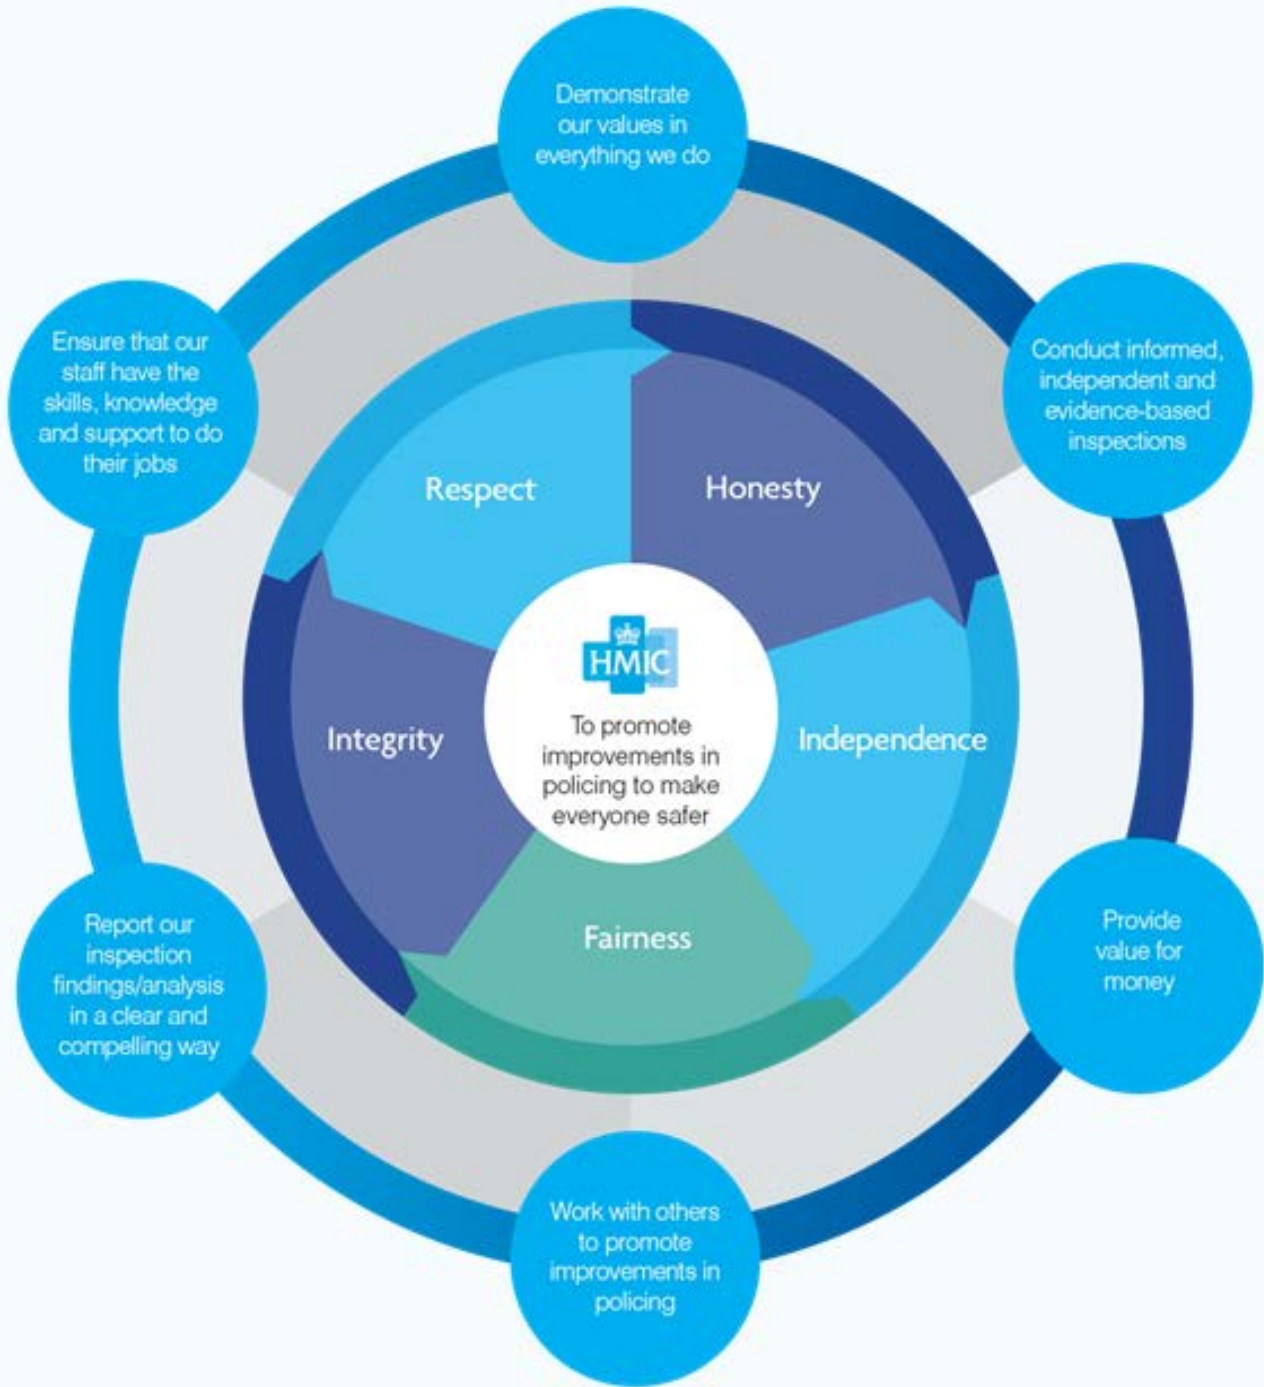 Demonstrate
our values in
everything we do
Conduct informed,
independent and
evidence-based
inspections
Provide
value for
money
Work with others
to promote
improvements in
policing
Report our
inspection
findings/analysis
in a clear and
compelling way
Ensure that our
staff have the
skills, knowledge
and support to do
their jobs
Respect
Honesty
Independence
Fairness
Integrity
HMIC
To promote
improvements in
policing to make
everyone safer